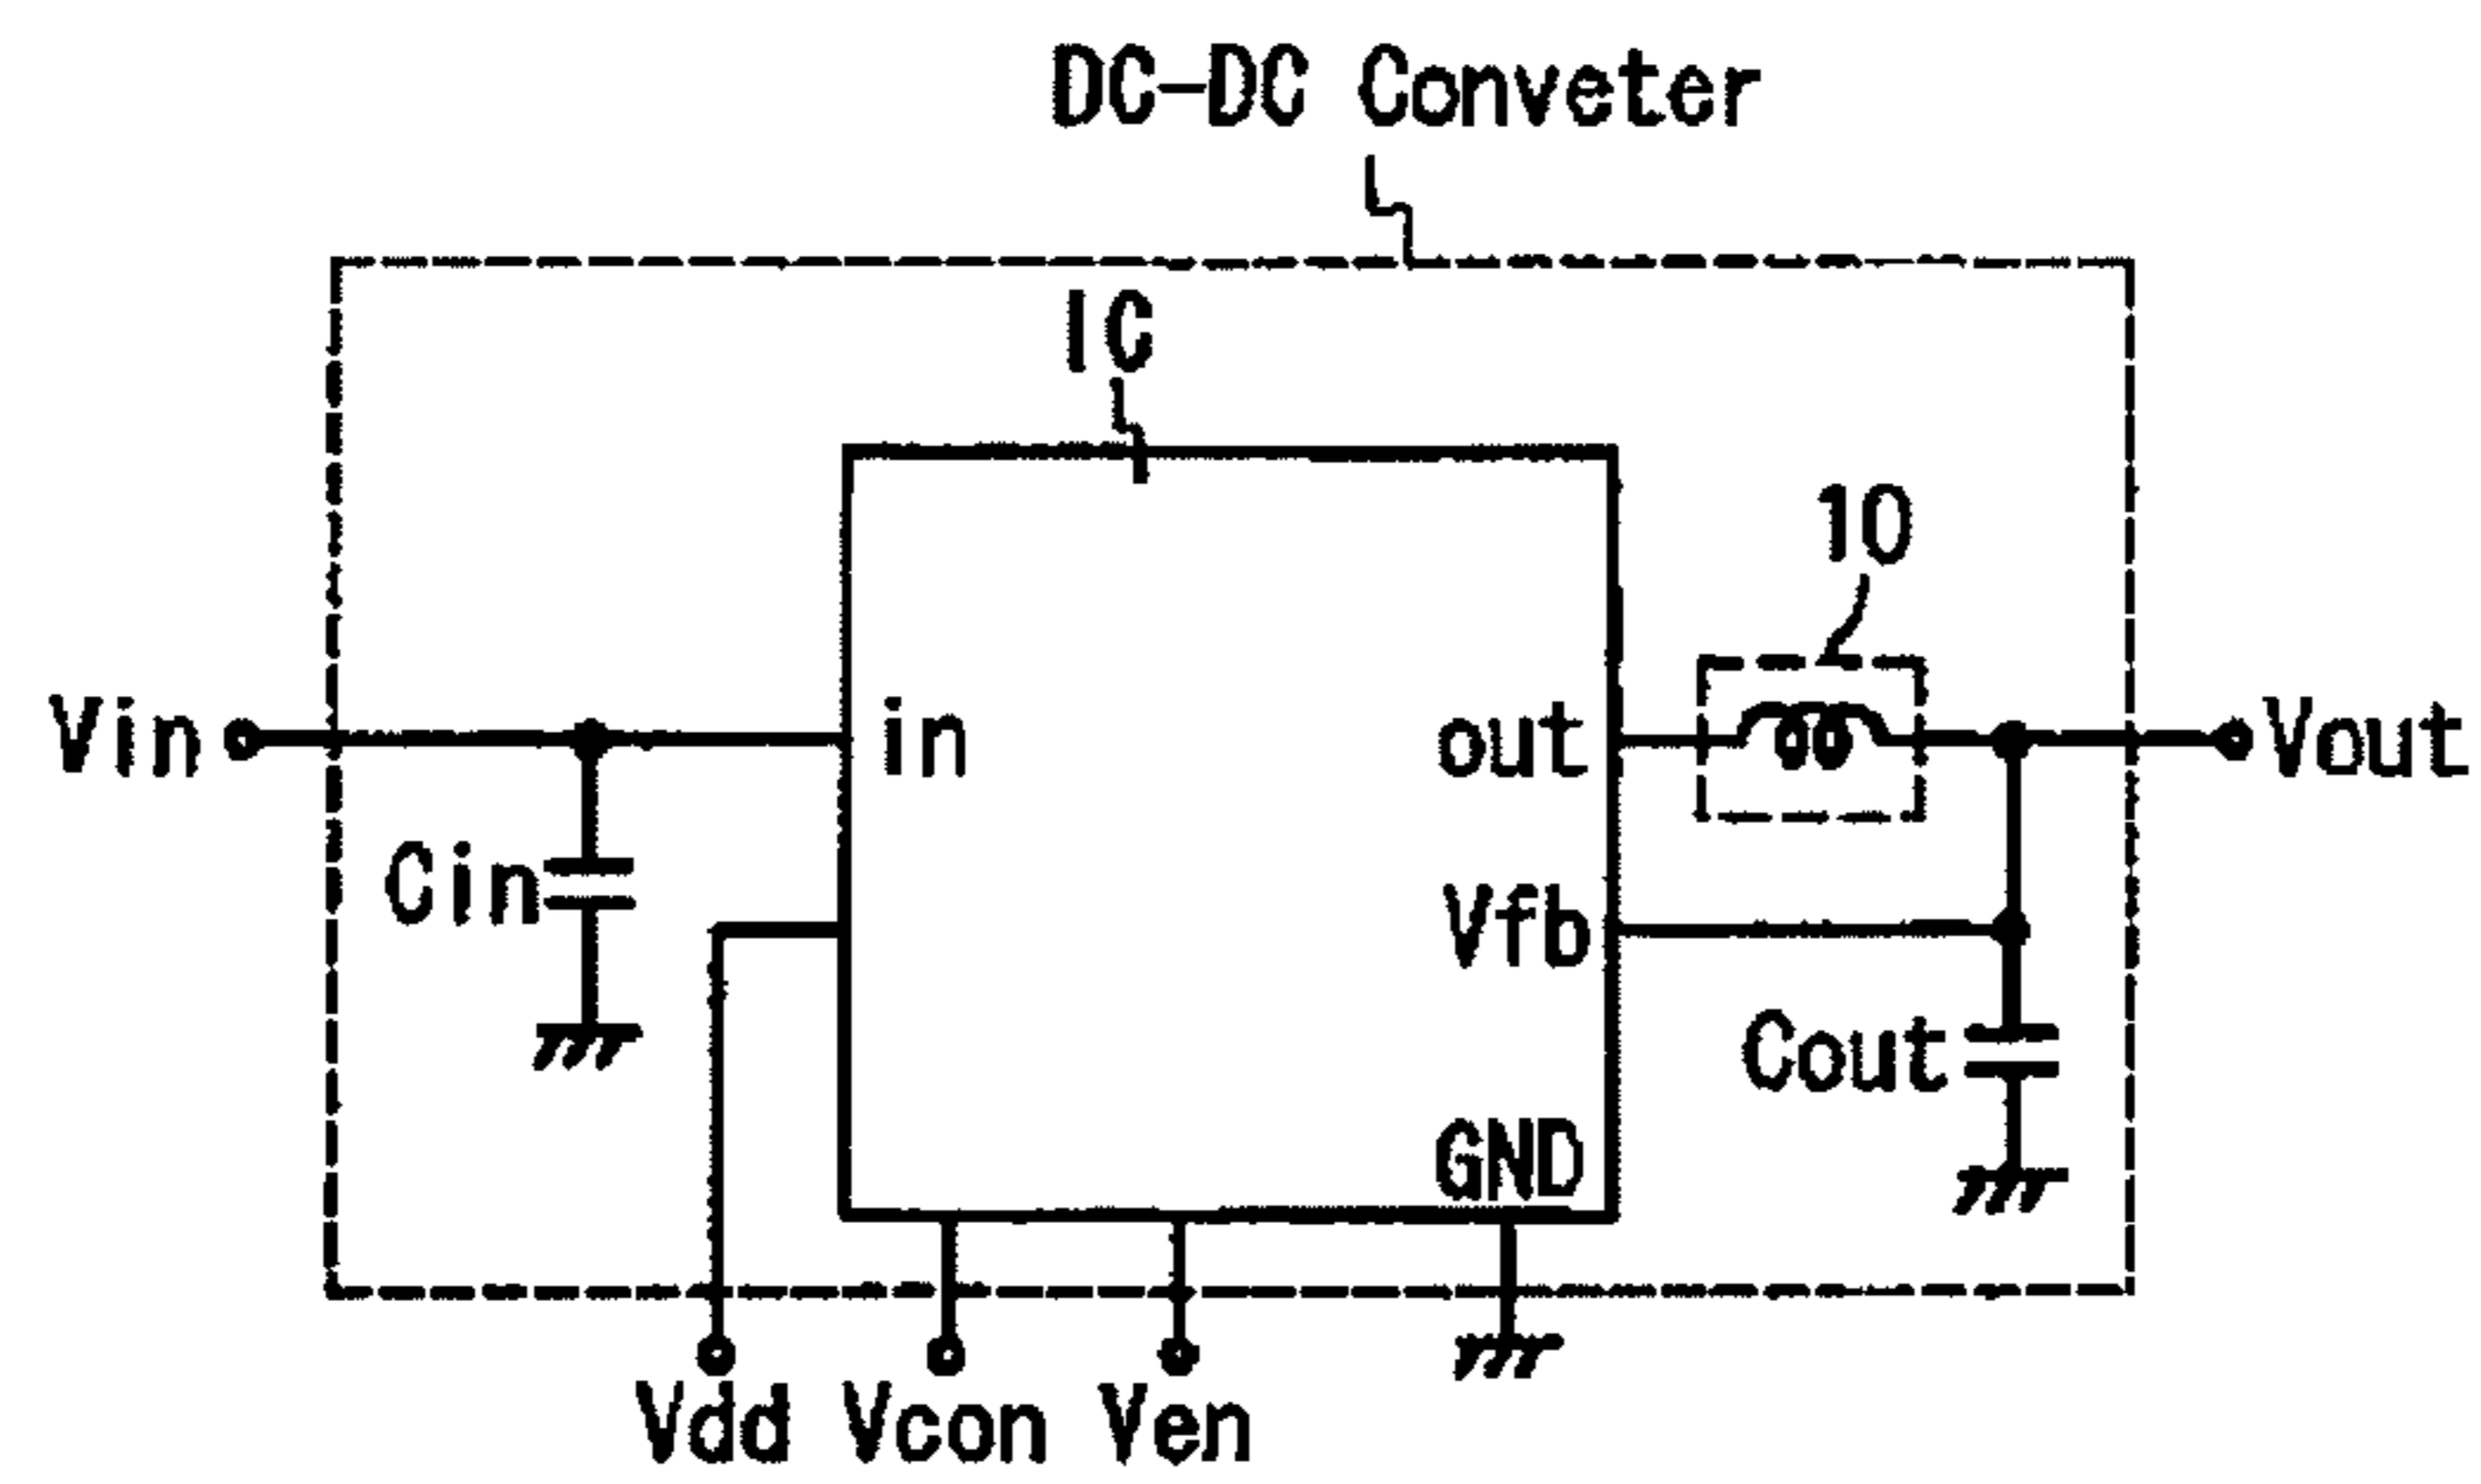 DC-DC Conveter
IC
10
Vin
in
out
Vout
Cin
Vfb
Cout
GND
Vdd
Vcon
Ven